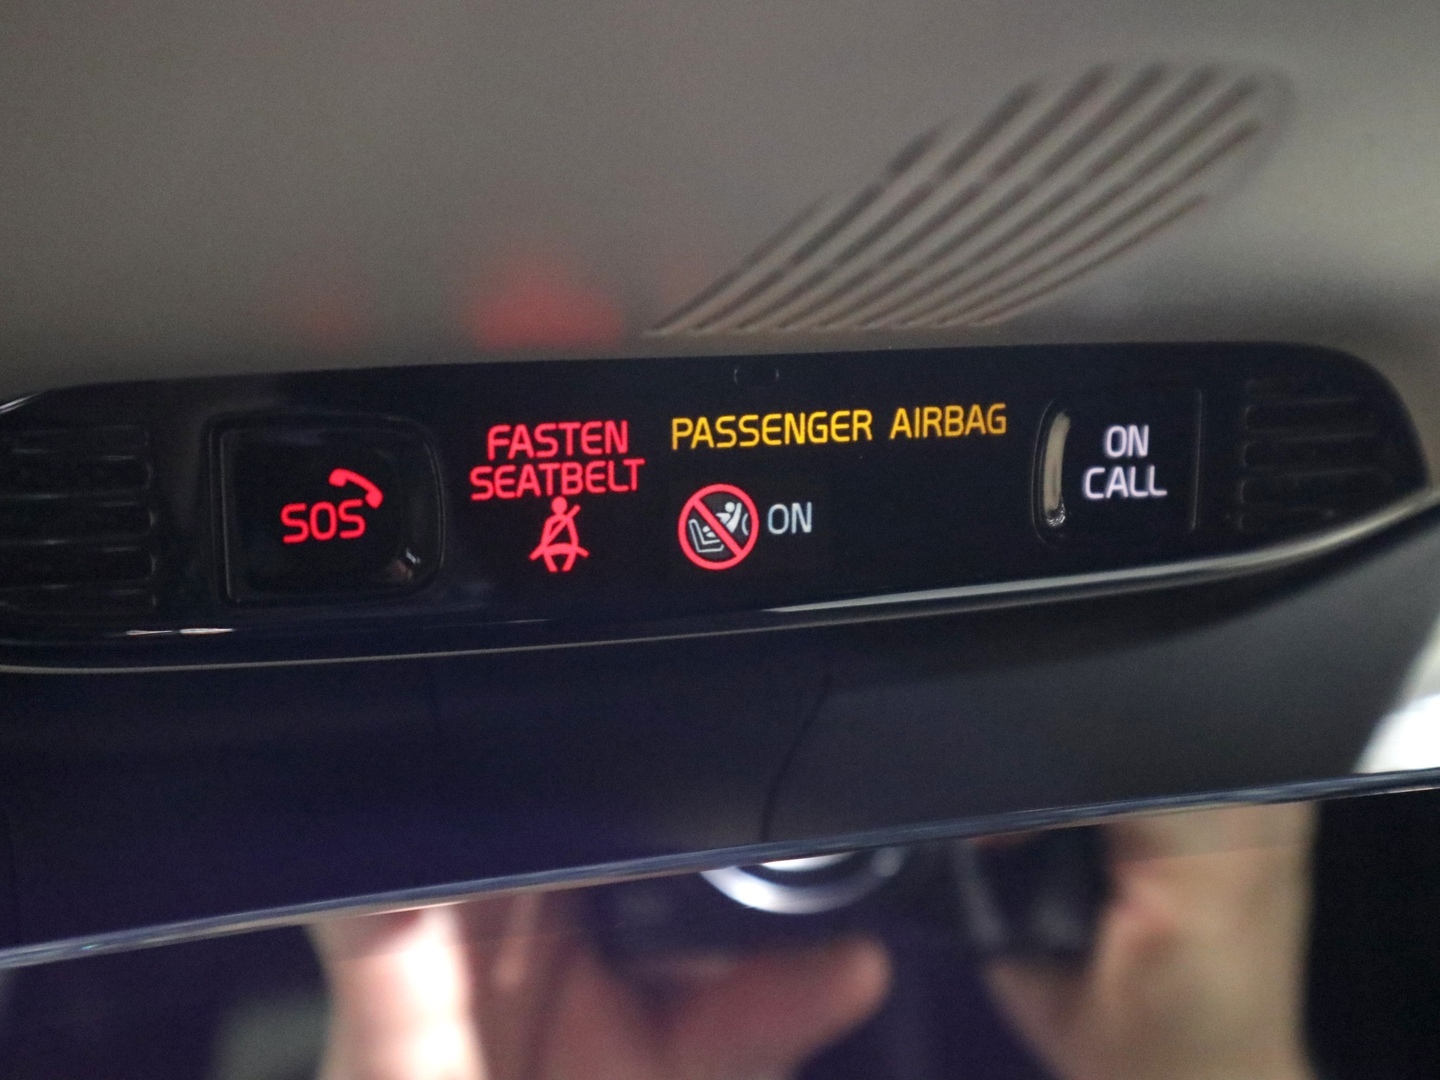 SOS
FASTEN
SEATBELT
PASSENGER AIRBAG
ON
ON
CALL